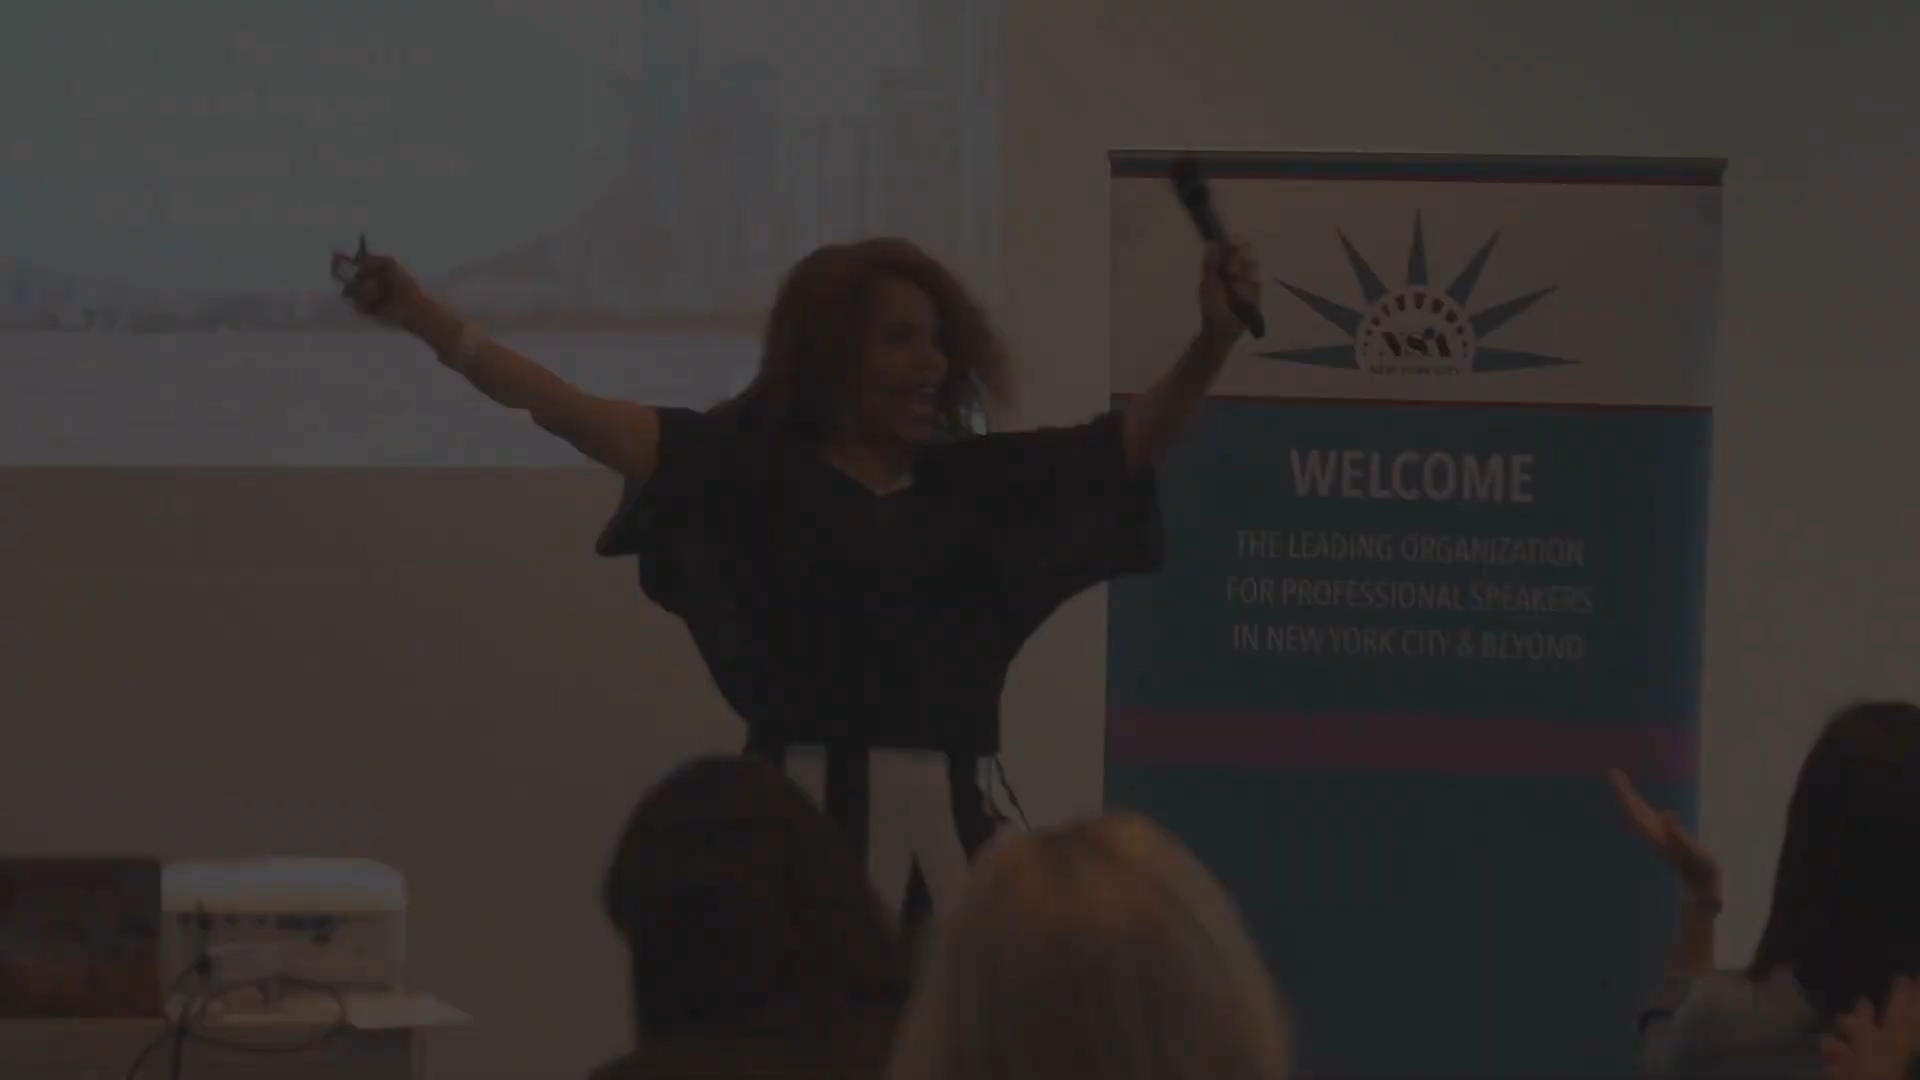 NSA
NEW YORK CITY
WELCOME
THE LEADING ORGANIZATION
FOR PROFESSIONAL SPEAKERS
IN NEW YORK CITY & BEYOND